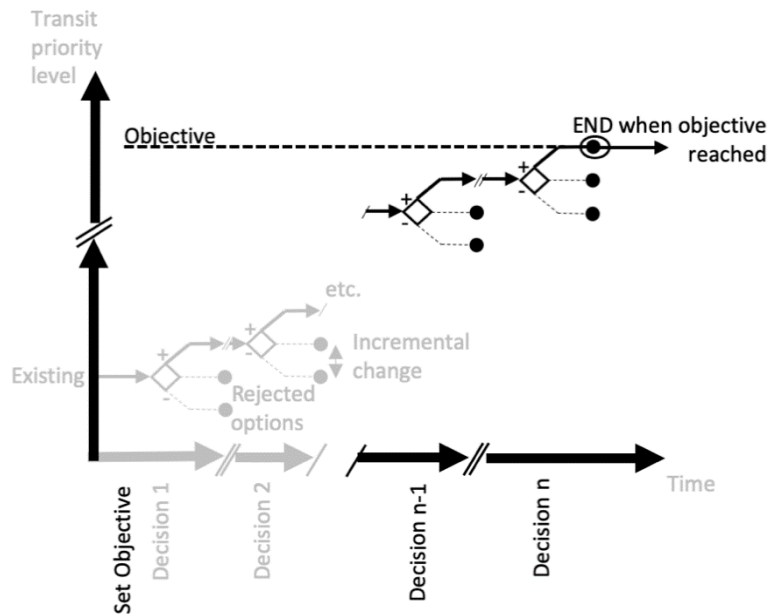 Transit
priority
level
Objective
END when objective
reached
+
-
+
-
etc.
+
-
+
-
Incremental
change
Existing
Rejected
options
Time
Set Objective
Decision 1
Decision 2
Decision n-1
Decision n